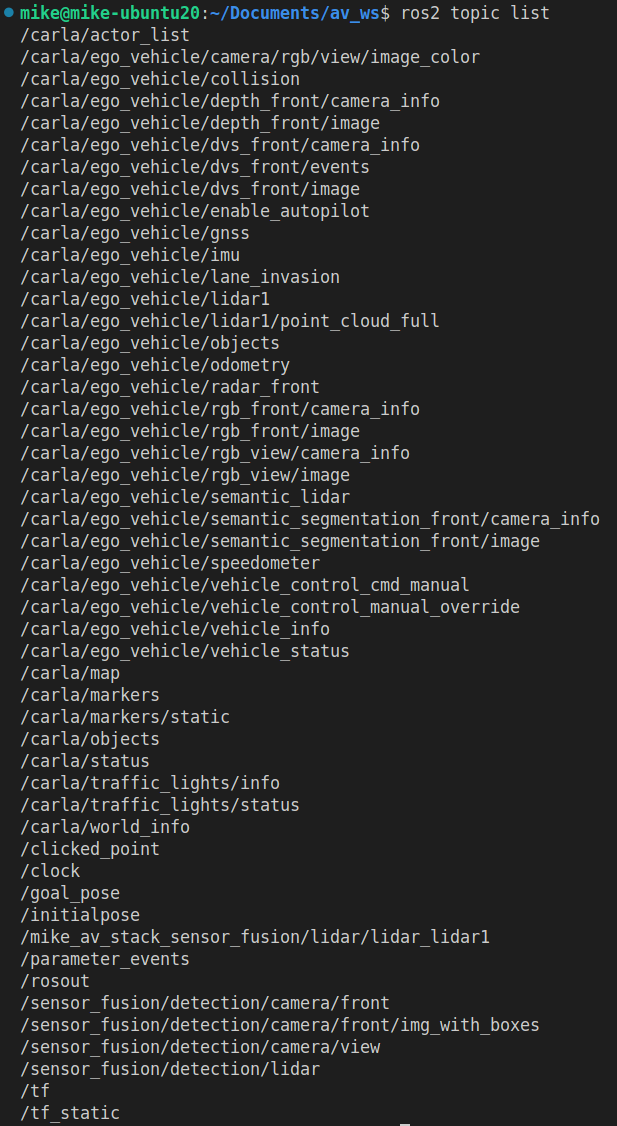 mike@mike-ubuntu20:~/Documents/av_ws$ ros2 topic list
/carla/actor_list
/carla/ego_vehicle/camera/rgb/view/image_color
/carla/ego_vehicle/collision
/carla/ego_vehicle/depth_front/camera_info
/carla/ego_vehicle/depth_front/image
/carla/ego_vehicle/dvs_front/camera_info
/carla/ego_vehicle/dvs_front/events
/carla/ego_vehicle/dvs_front/image
/carla/ego_vehicle/enable_autopilot
/carla/ego_vehicle/gnss
/carla/ego_vehicle/imu
/carla/ego_vehicle/lane_invasion
/carla/ego_vehicle/lidar1
/carla/ego_vehicle/lidar1/point_cloud_full
/carla/ego_vehicle/objects
/carla/ego_vehicle/odometry
/carla/ego_vehicle/radar_front
/carla/ego_vehicle/rgb_front/camera_info
/carla/ego_vehicle/rgb_front/image
/carla/ego_vehicle/rgb_view/camera_info
/carla/ego_vehicle/rgb_view/image
/carla/ego_vehicle/semantic_lidar
/carla/ego_vehicle/semantic_segmentation_front/camera_info
/carla/ego_vehicle/semantic_segmentation_front/image
/carla/ego_vehicle/speedometer
/carla/ego_vehicle/vehicle_control_cmd_manual
/carla/ego_vehicle/vehicle_control_manual_override
/carla/ego_vehicle/vehicle_info
/carla/ego_vehicle/vehicle_status
/carla/map
/carla/markers
/carla/markers/static
/carla/objects
/carla/status
/carla/traffic_lights/info
/carla/traffic_lights/status
/carla/world_info
/clicked_point
/clock
/goal_pose
/initialpose
/mike_av_stack_sensor_fusion/lidar/lidar_lidar1
/parameter_events
/rosout
/sensor_fusion/detection/camera/front
/sensor_fusion/detection/camera/front/img_with_boxes
/sensor_fusion/detection/camera/view
/sensor_fusion/detection/lidar
/tf
/tf_static